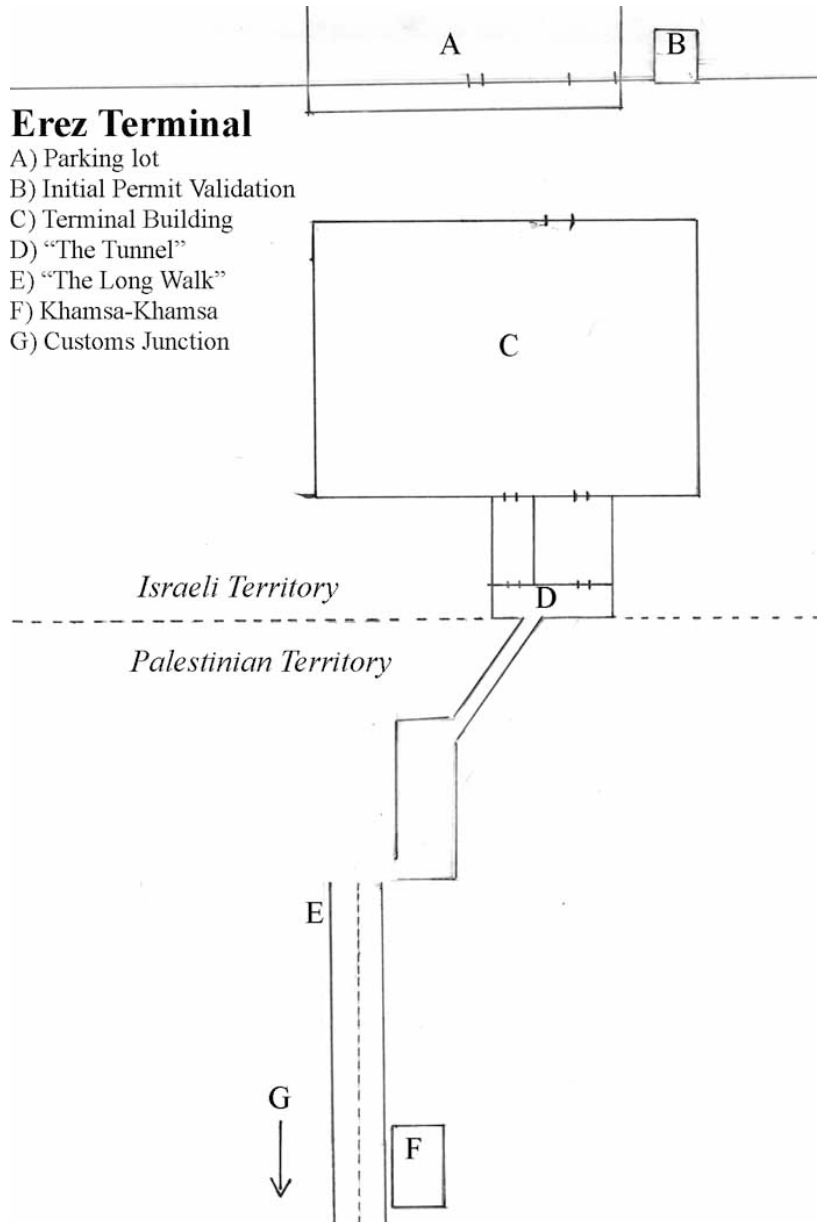 A
B
Erez Terminal
A) Parking lot
B) Initial Permit Validation
C) Terminal Building
D) “The Tunnel”
E) “The Long Walk”
F) Khamsa-Khamsa
G) Customs Junction
C
Israeli Territory
D
Palestinian Territory
E
G
F